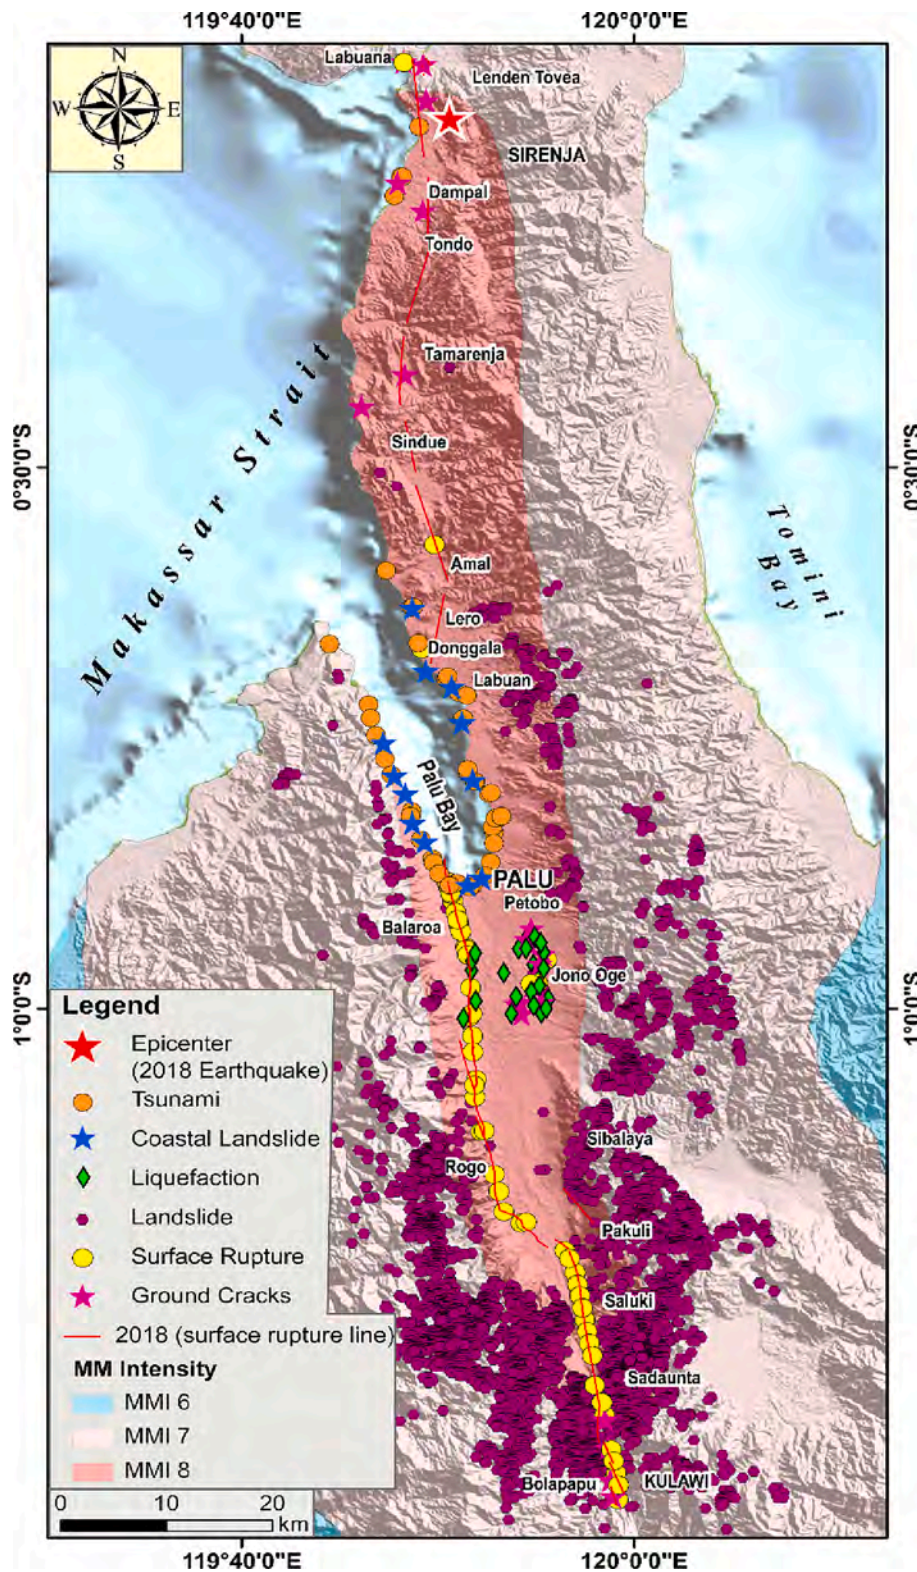 119°40'0"E
120°0'0"E
N
W
E
S
Labuana
Lenden Tovea
SIRENJA
Dampal
Tondo
Tamarenja
Makassar Strait
Sindue
0°30'0"S
0°30'0"S
Tomini
Bay
Amal
Lero
Donggala
Labuan
Palu Bay
PALU
Petobo
Balaroa
Jono Oge
1°0'0"S
1°0'0"S
Legend
Epicenter
(2018 Earthquake)
Tsunami
Coastal Landslide
Liquefaction
Landslide
Surface Rupture
Ground Cracks
2018 (surface rupture line)
MM Intensity
MMI 6
MMI 7
MMI 8
Sibalaya
Rogo
Pakuli
Saluki
Sadaunta
Bolapapu
KULAWI
0 10 20
km
119°40'0"E
120°0'0"E